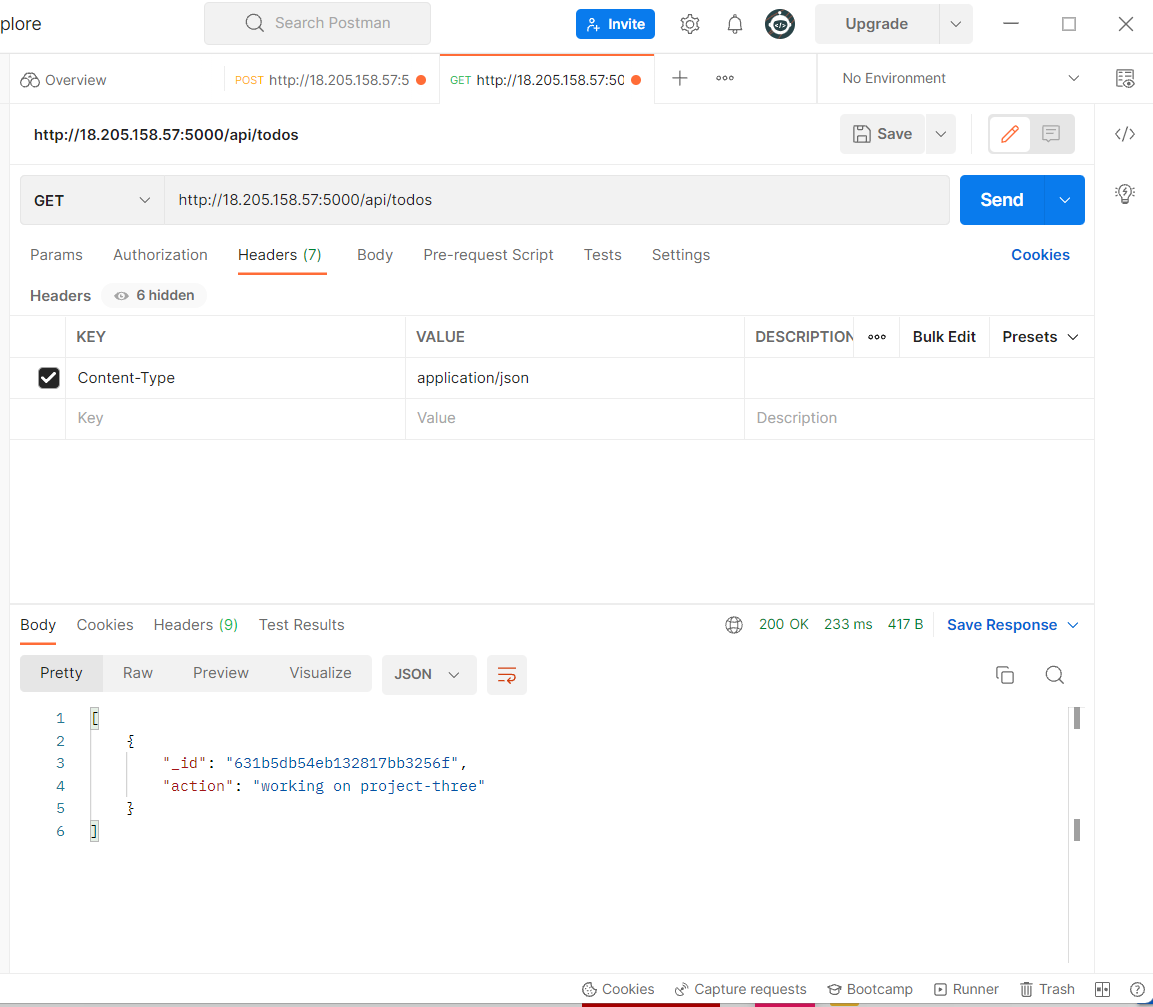 plore Search Postman Invite Upgrade
Overview POST http://18.205.158.57:5 GET http://18.205.158.57:50 No Environment
http://18.205.158.57:5000/api/todos Save
GET http://18.205.158.57:5000/api/todos Send
Params Authorization Headers (7) Body Pre-request Script Tests Settings Cookies
Headers 6 hidden
KEY VALUE DESCRIPTION Bulk Edit Presets
Content-Type application/json
Key Value Description
Body Cookies Headers (9) Test Results 200 OK 233 ms 417 B Save Response
Pretty Raw Preview Visualize JSON
1 [
2 {
3 "_id": "631b5db54eb132817bb3256f",
4 "action": "working on project-three"
5 }
6 ]
Cookies Capture requests Bootcamp Runner Trash